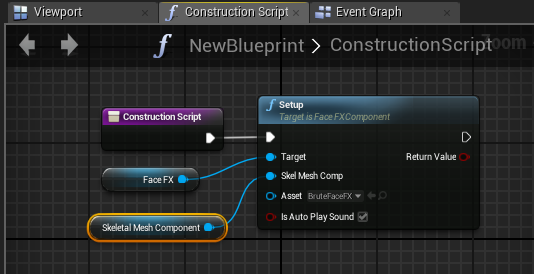 Viewport
Construction Script
Event Graph
NewBlueprint > ConstructionScript
Zoom
Construction Script
Setup
Target is Face FXComponent
Target
Return Value
Face FX
Skel Mesh Comp
Asset
BruteFaceFX
Skeletal Mesh Component
Is Auto Play Sound